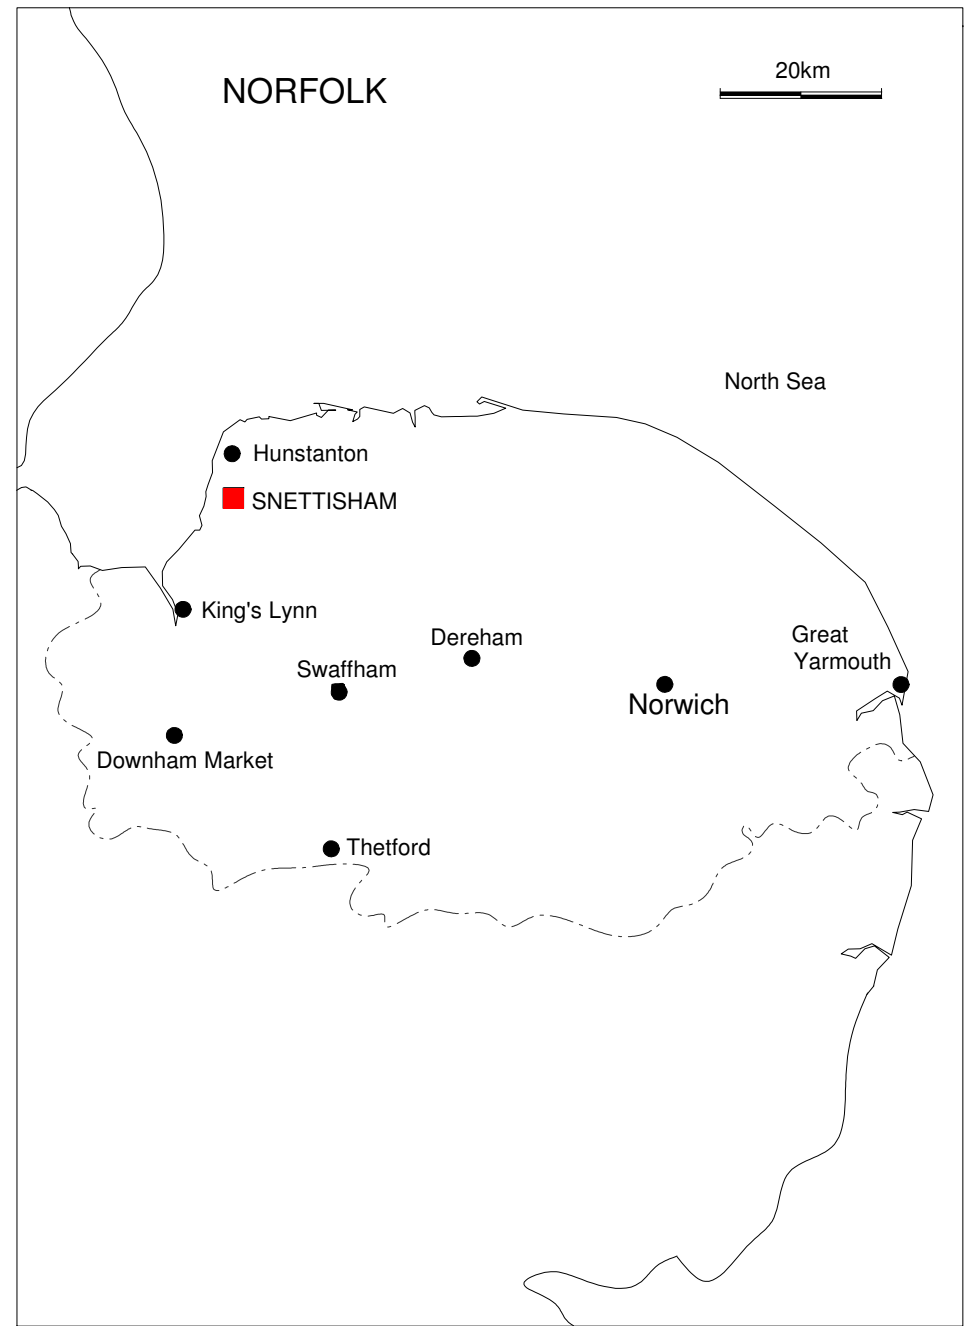 20km
NORFOLK
North Sea
Hunstanton
SNETTISHAM
King's Lynn
Great
Yarmouth
Dereham
Swaffham
Norwich
Downham Market
Thetford